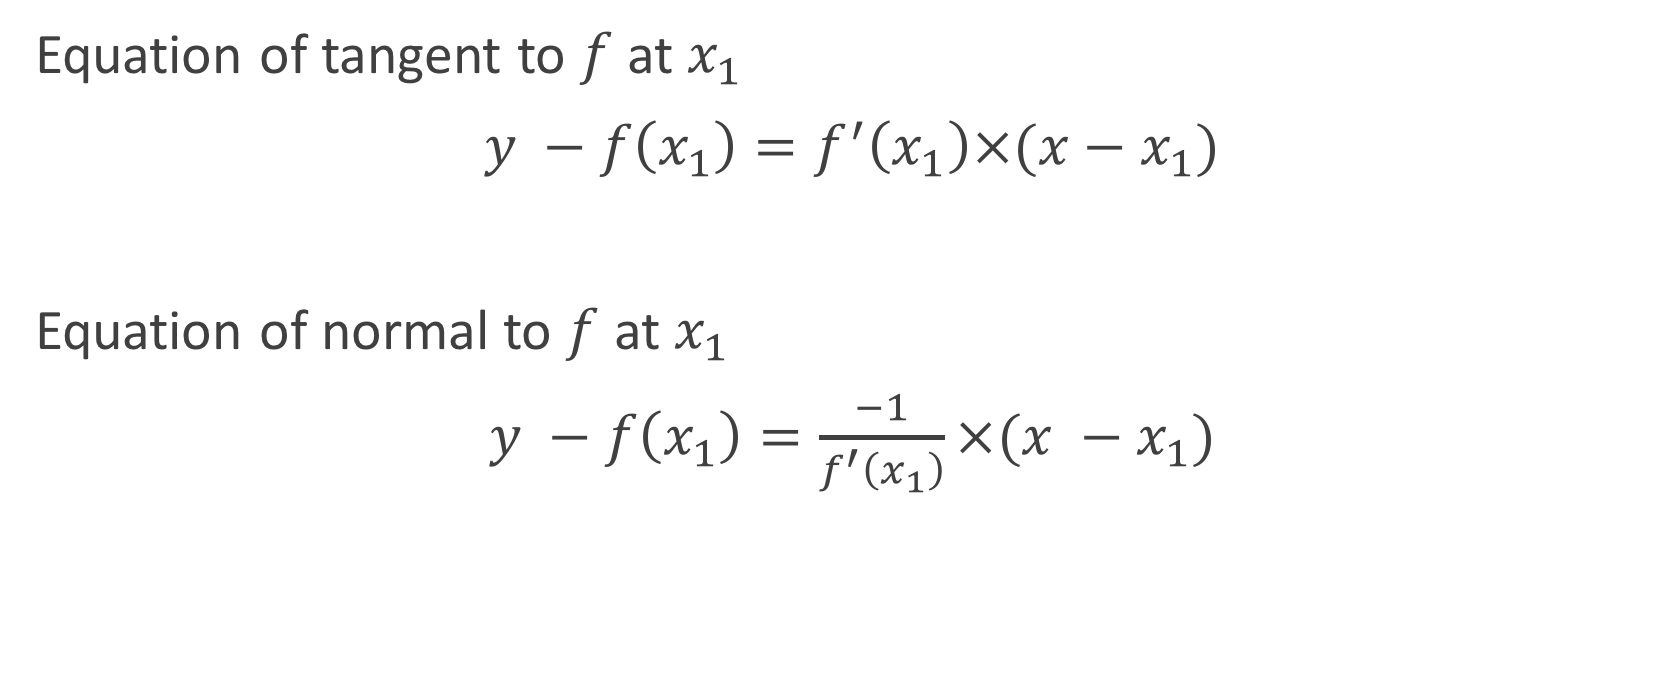 Equation of tangent to f at x₁
y − f(x₁) = f′(x₁)×(x − x₁)
Equation of normal to f at x₁
y − f(x₁) = −1/f′(x₁) ×(x − x₁)